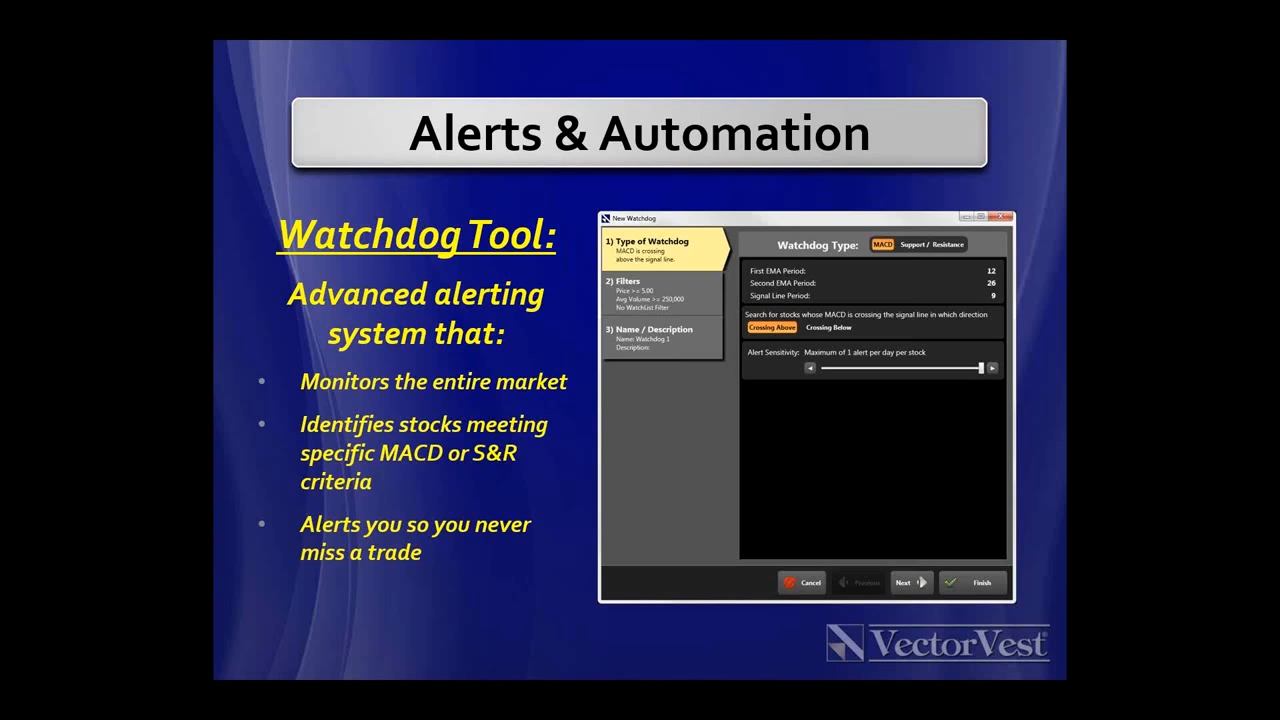 Alerts & Automation
Watchdog Tool:
Advanced alerting
system that:
• Monitors the entire market
• Identifies stocks meeting
specific MACD or S&R
criteria
• Alerts you so you never
miss a trade
New Watchdog
1) Type of Watchdog
MACD is crossing
above the signal line.
2) Filters
Price >= 5.00
Avg Volume >= 250,000
No WatchList Filter
3) Name / Description
Name: Watchdog 1
Description:
Watchdog Type: MACD Support / Resistance
First EMA Period: 12
Second EMA Period: 26
Signal Line Period: 9
Search for stocks whose MACD is crossing the signal line in which direction
Crossing Above Crossing Below
Alert Sensitivity: Maximum of 1 alert per day per stock
Cancel Previous Next Finish
VectorVest®